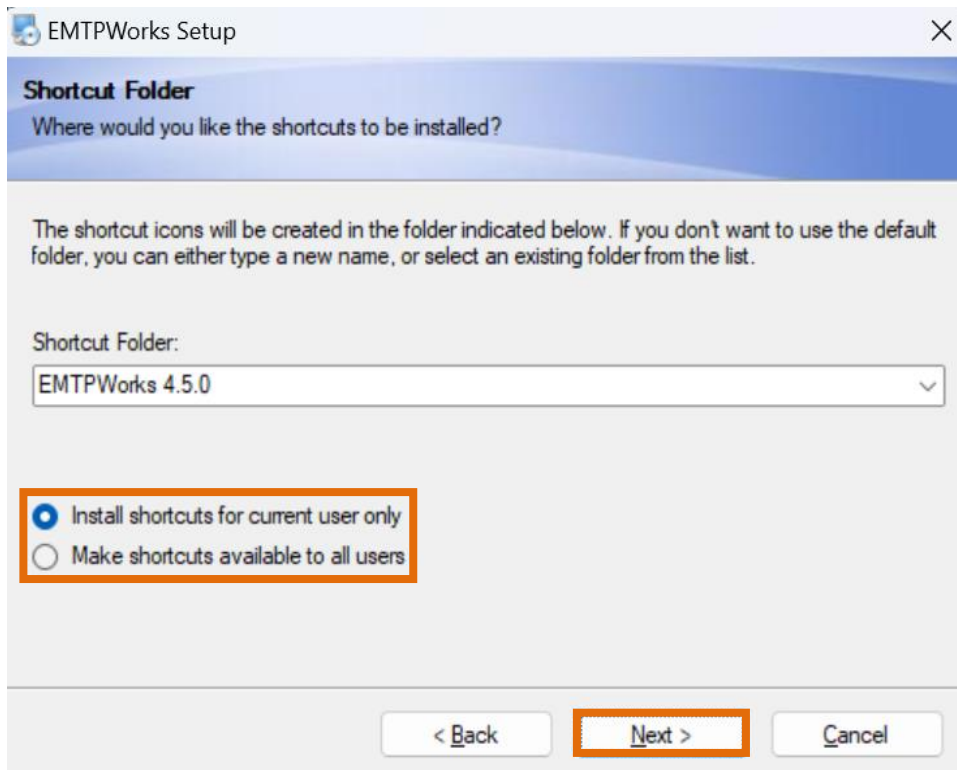 EMTPWorks Setup
Shortcut Folder
Where would you like the shortcuts to be installed?
The shortcut icons will be created in the folder indicated below. If you don't want to use the default
folder, you can either type a new name, or select an existing folder from the list.
Shortcut Folder:
EMTPWorks 4.5.0
Install shortcuts for current user only
Make shortcuts available to all users
< Back
Next >
Cancel